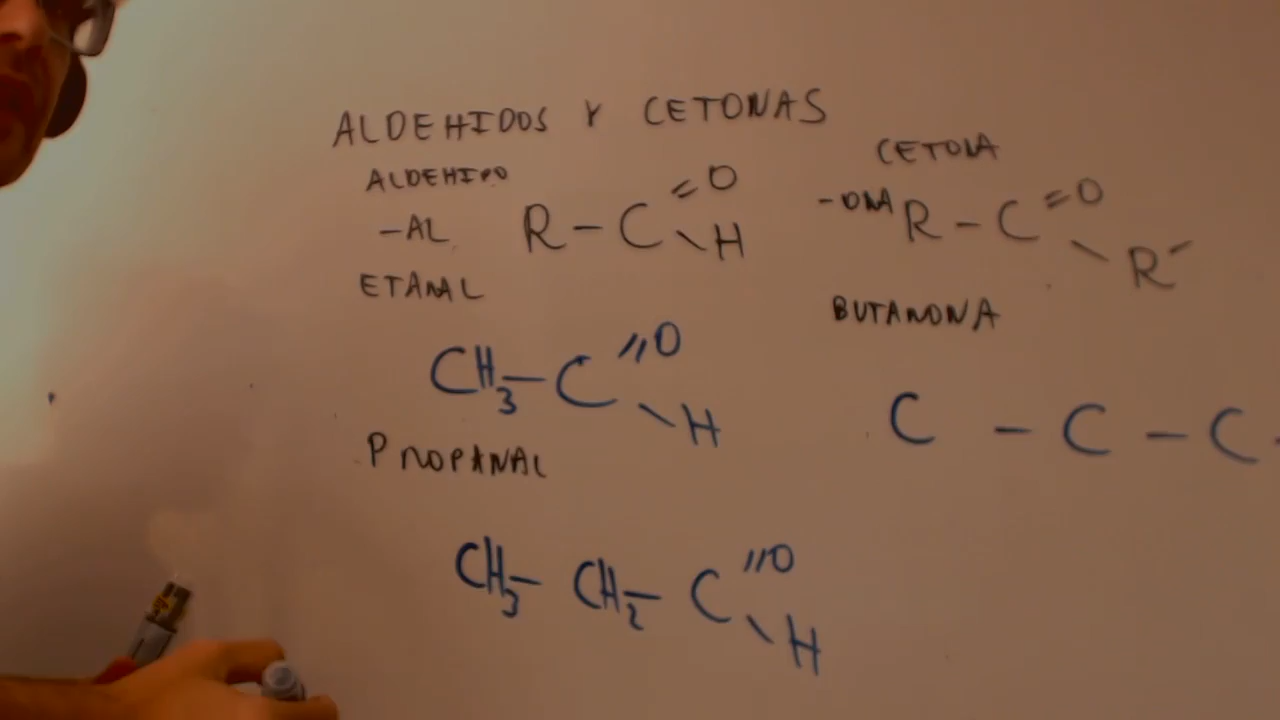 ALDEHIDOS Y CETONAS
ALDEHIDO
-AL
R-C=O
\H
ETANAL
CH3-C=O
\H
PROPANAL
CH3-CH2-C=O
\H
CETONA
-ONA
R-C=O
\R´
BUTANONA
C-C-C-